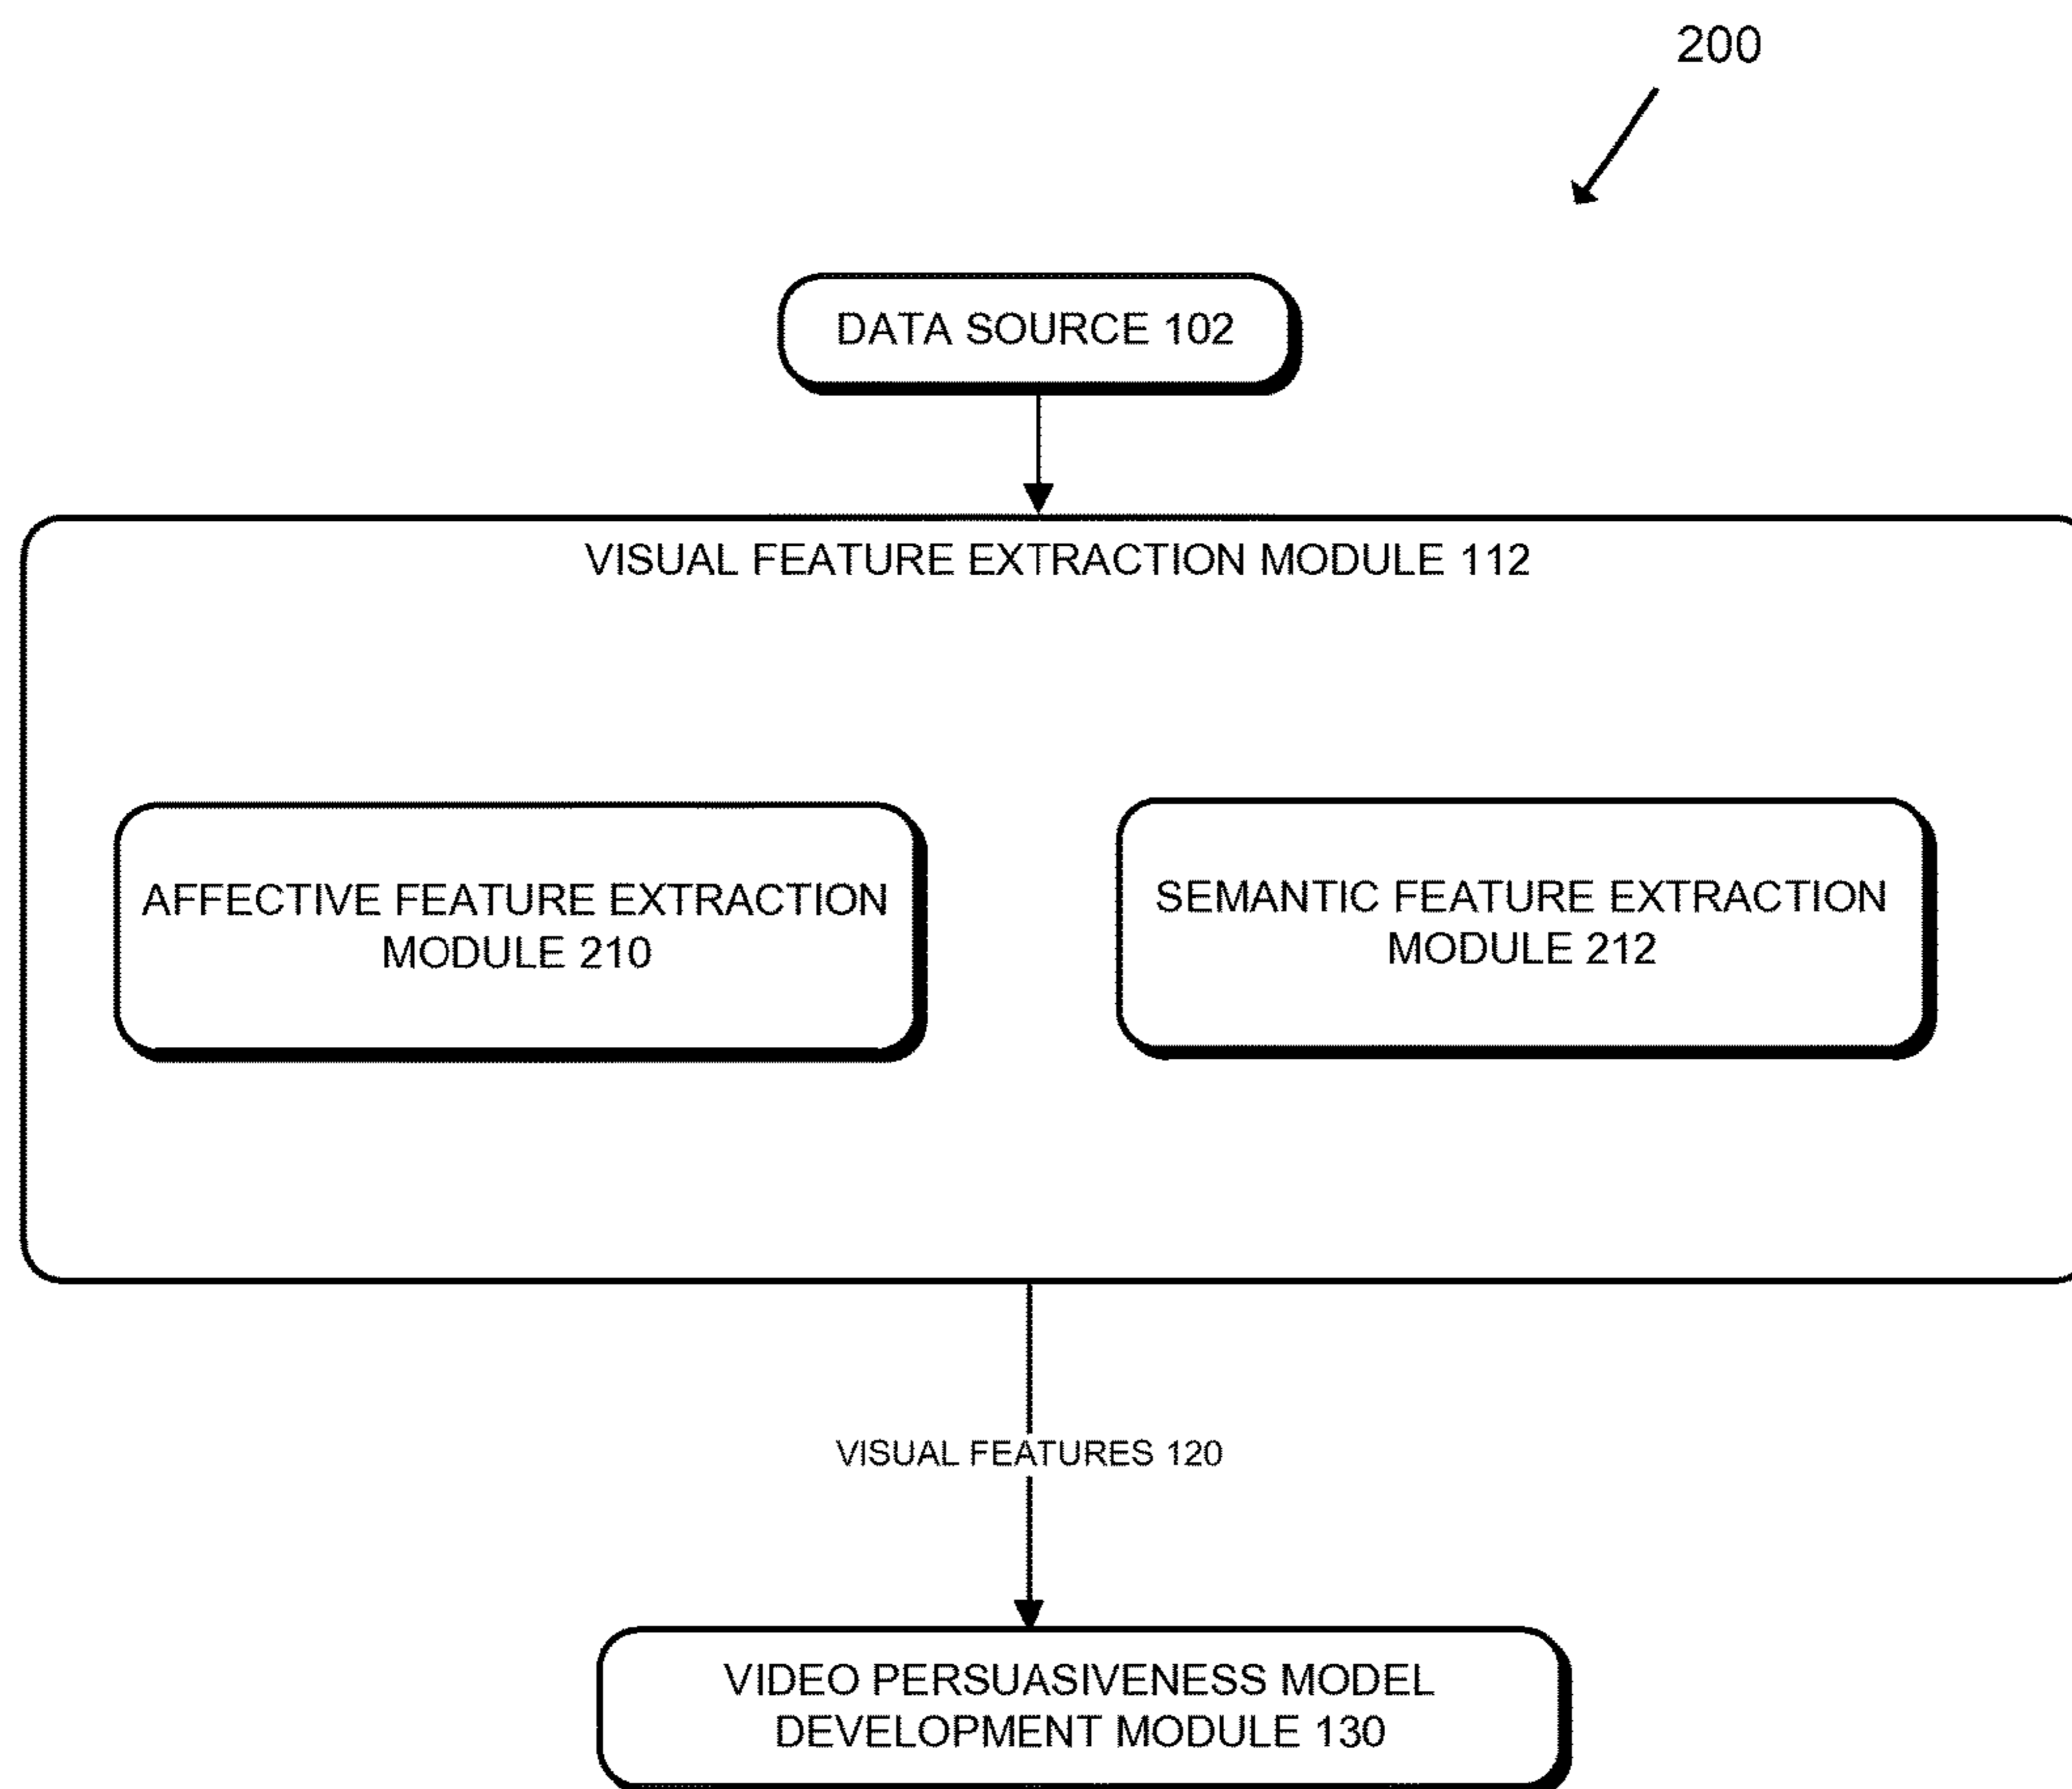 200
DATA SOURCE 102
VISUAL FEATURE EXTRACTION MODULE 112
AFFECTIVE FEATURE EXTRACTION
MODULE 210
SEMANTIC FEATURE EXTRACTION
MODULE 212
VISUAL FEATURES 120
VIDEO PERSUASIVENESS MODEL
DEVELOPMENT MODULE 130